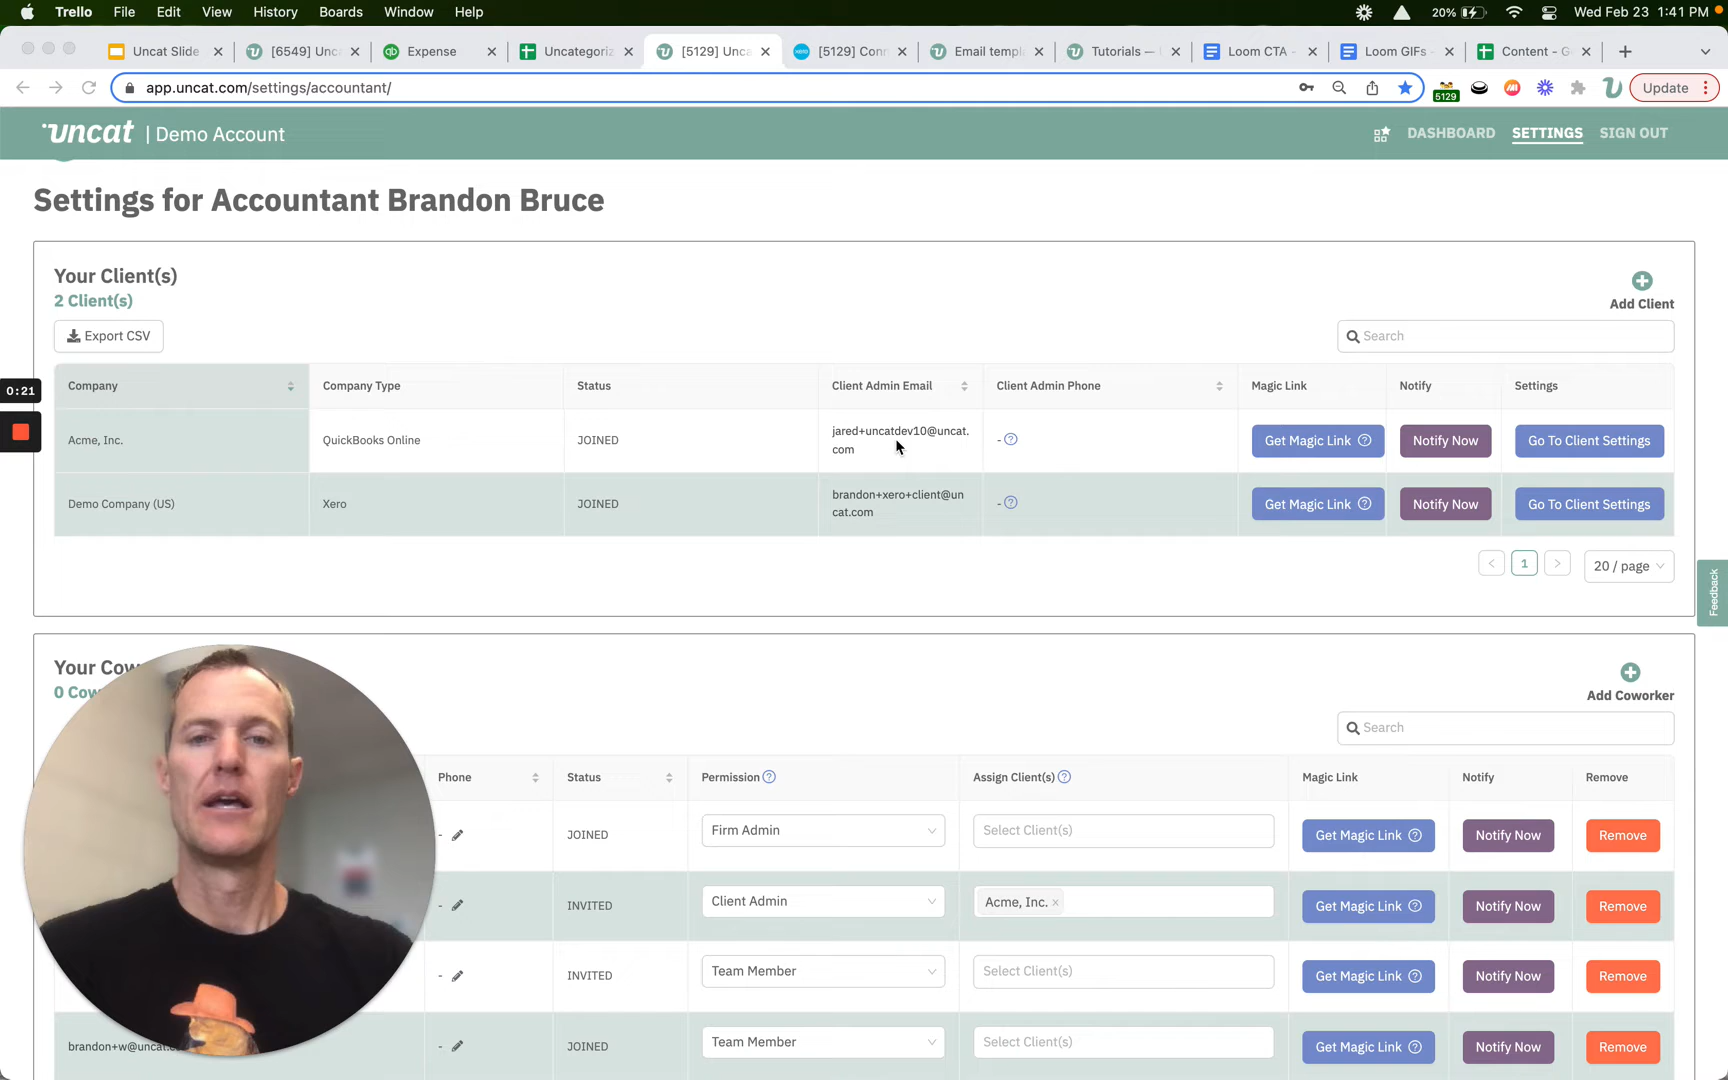 Trello File Edit View History Boards Window Help 20% Wed Feb 23 1:41 PM
Uncat Slide [6549] Unc Expense Uncategoriz [5129] Unca [5129] Conn Email templ Tutorials — Loom CTA - Loom GIFs - Content - G
app.uncat.com/settings/accountant/ 5129 Update
uncat | Demo Account DASHBOARD SETTINGS SIGN OUT
Settings for Accountant Brandon Bruce
Your Client(s)
2 Client(s)
Add Client
Export CSV Search
0:21
Company Company Type Status Client Admin Email Client Admin Phone Magic Link Notify Settings
Acme, Inc. QuickBooks Online JOINED jared+uncatdev10@uncat. - Get Magic Link Notify Now Go To Client Settings
com
Demo Company (US) Xero JOINED brandon+xero+client@un - Get Magic Link Notify Now Go To Client Settings
cat.com
< 1 > 20 / page
Feedback
Your Cow
0 Cow
Add Coworker
Search
Phone Status Permission Assign Client(s) Magic Link Notify Remove
- JOINED Firm Admin Select Client(s) Get Magic Link Notify Now Remove
- INVITED Client Admin Acme, Inc. × Get Magic Link Notify Now Remove
- INVITED Team Member Select Client(s) Get Magic Link Notify Now Remove
brandon+w@uncat.c - JOINED Team Member Select Client(s) Get Magic Link Notify Now Remove